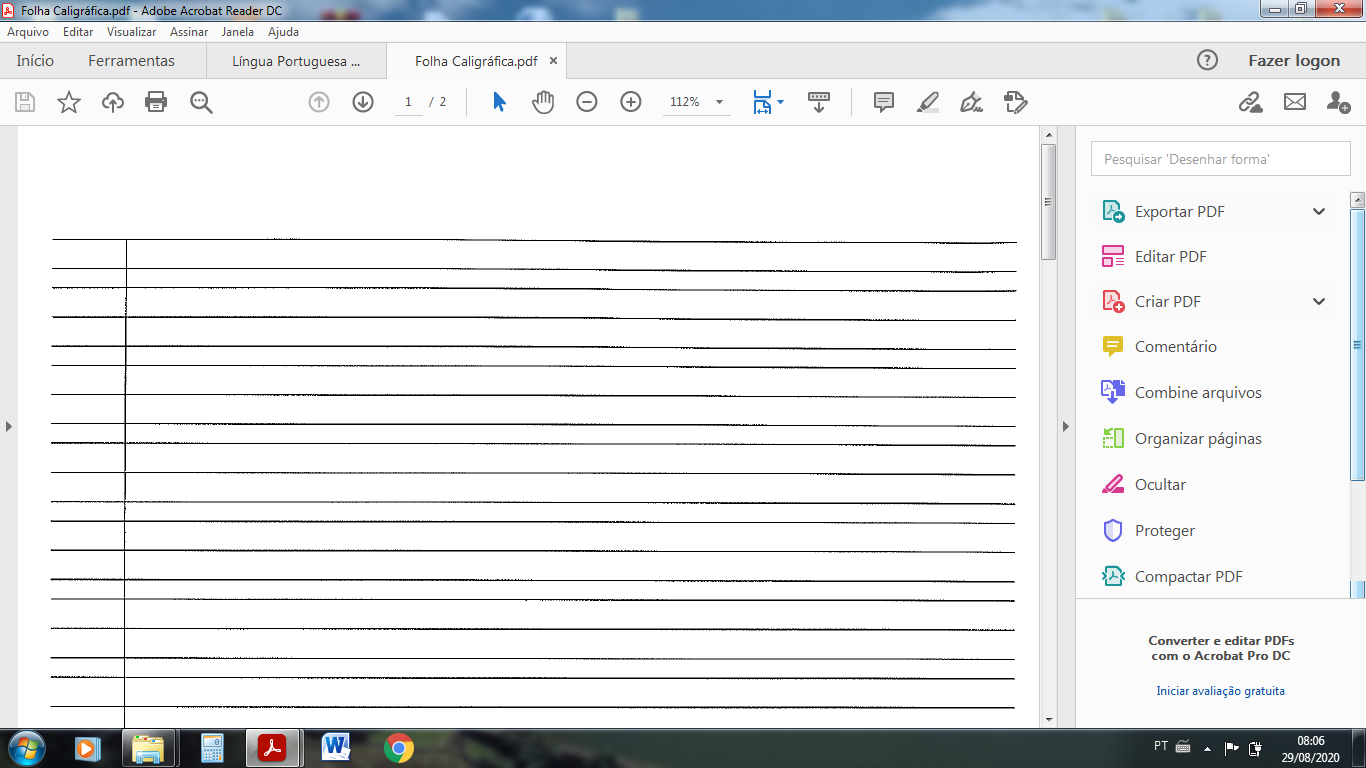 Folha Caligráfica.pdf - Adobe Acrobat Reader DC
Arquivo Editar Visualizar Assinar Janela Ajuda
Início Ferramentas Língua Portuguesa ... Folha Caligráfica.pdf × Fazer logon
1 / 2 112%
Pesquisar 'Desenhar forma'
Exportar PDF
Editar PDF
Criar PDF
Comentário
Combine arquivos
Organizar páginas
Ocultar
Proteger
Compactar PDF
Converter e editar PDFs
com o Acrobat Pro DC
Iniciar avaliação gratuita
PT 08:06
29/08/2020